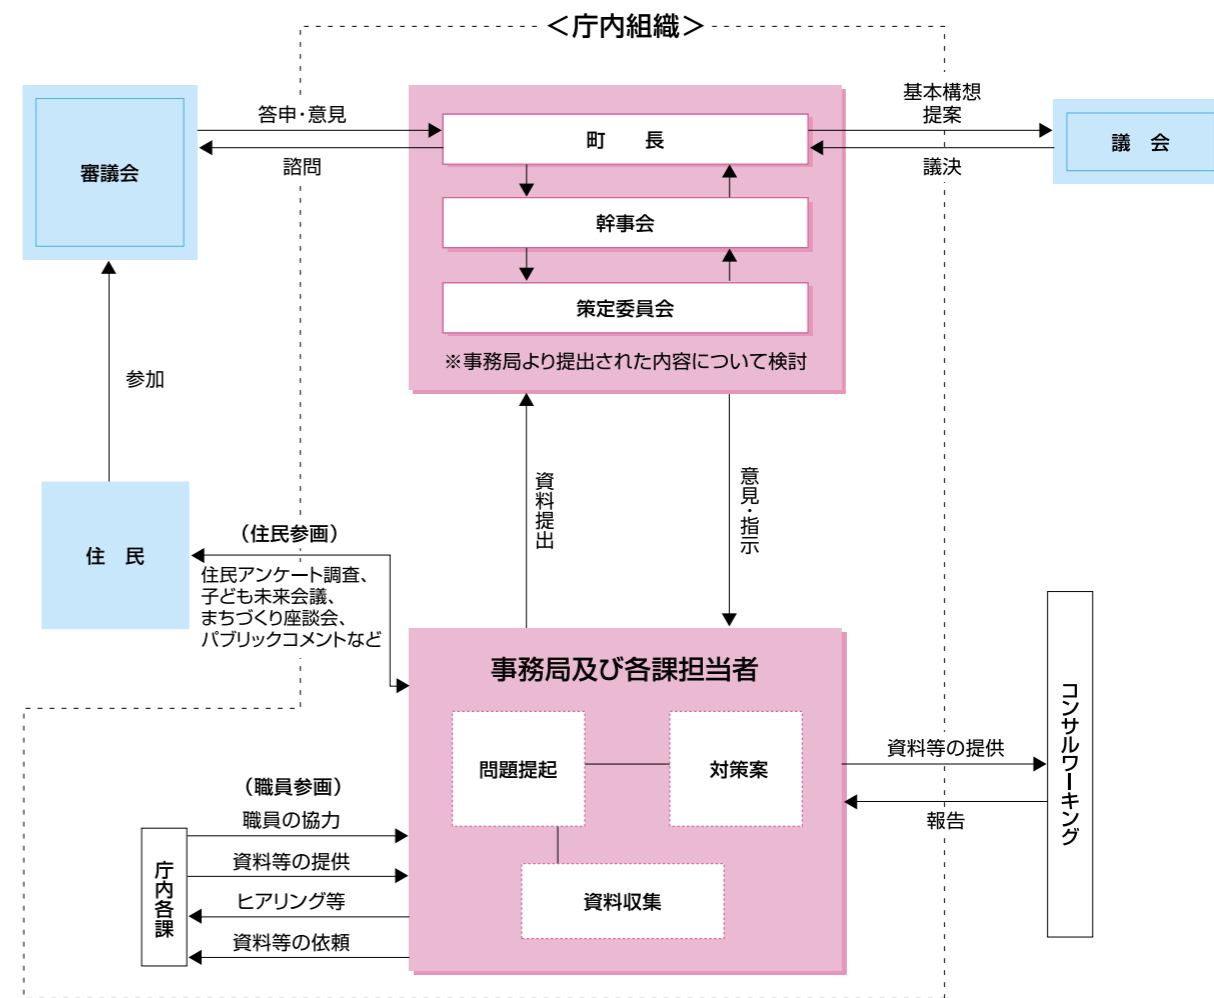 ＜庁内組織＞
審議会
答申・意見
諮問
町　長
幹事会
策定委員会
※事務局より提出された内容について検討
基本構想
提案
議決
議　会
参加
資料提出
意見・指示
住　民
（住民参画）
住民アンケート調査、
子ども未来会議、
まちづくり座談会、
パブリックコメントなど
事務局及び各課担当者
問題提起
対策案
資料収集
（職員参画）
職員の協力
資料等の提供
ヒアリング等
資料等の依頼
庁内各課
資料等の提供
報告
コンサルワーキング